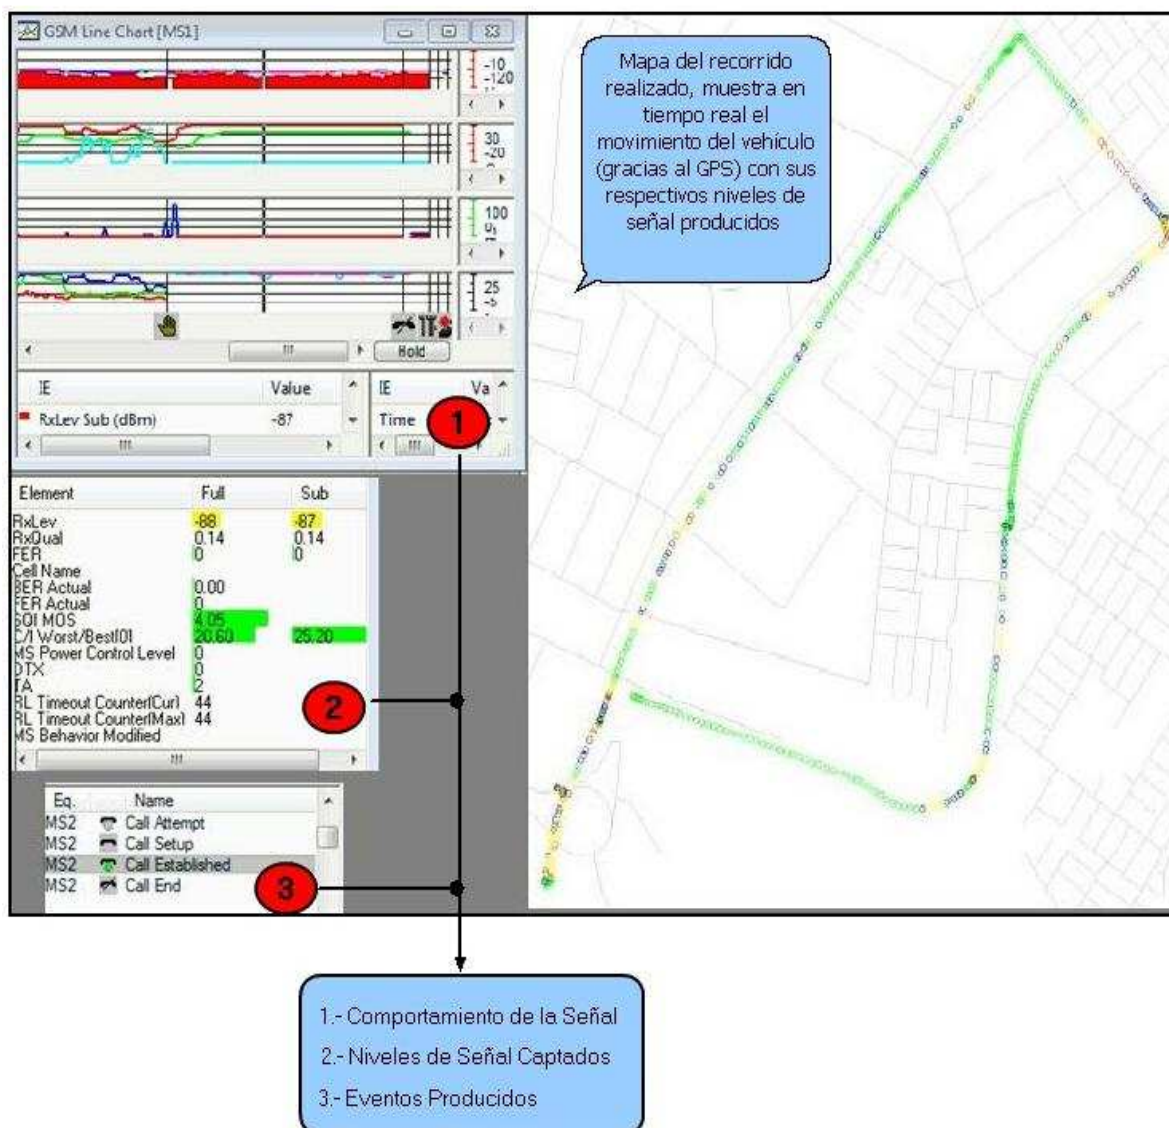 GSM Line Chart [MS1]
-10
-120
30
-20
100
25
-5
Hold
IE Value
RxLev Sub (dBm) -87
IE Va
Time
1
Mapa del recorrido
realizado, muestra en
tiempo real el
movimiento del vehículo
(gracias al GPS) con sus
respectivos niveles de
señal producidos
Element Full Sub
RxLev -88 -87
RxQual 0.14 0.14
FER 0 0
Cell Name
BER Actual 0.00
FER Actual 0
SQI MOS 4.05
C/I Worst/Best[0] 20.60 25.20
MS Power Control Level 0
DTX 0
TA 2
RL Timeout Counter(Cur) 44
RL Timeout Counter(Max) 44
MS Behavior Modified
2
Eq. Name
MS2 Call Attempt
MS2 Call Setup
MS2 Call Established
MS2 Call End
3
1.- Comportamiento de la Señal
2.- Niveles de Señal Captados
3.- Eventos Producidos